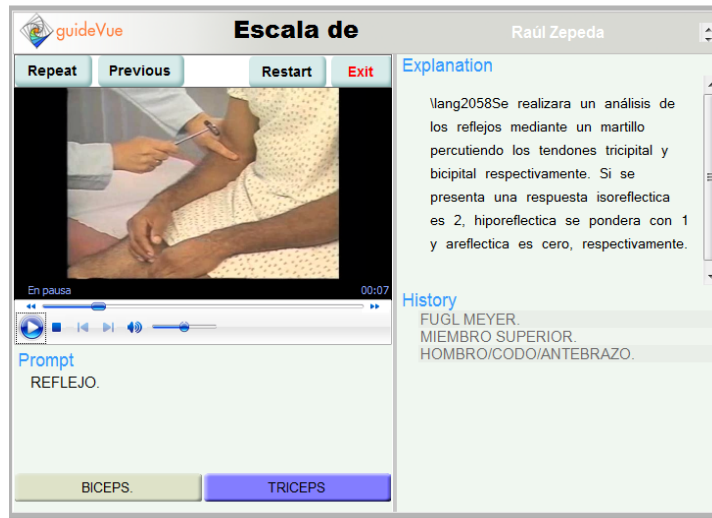 guideVue
Escala de
Raúl Zepeda
Repeat
Previous
Restart
Exit
En pausa
00:07
Prompt
REFLEJO.
BICEPS.
TRICEPS
Explanation
\lang2058Se realizara un análisis de
los reflejos mediante un martillo
percutiendo los tendones tricipital y
bicipital respectivamente. Si se
presenta una respuesta isoreflectica
es 2, hiporeflectica se pondera con 1
y areflectica es cero, respectivamente.
History
FUGL MEYER.
MIEMBRO SUPERIOR.
HOMBRO/CODO/ANTEBRAZO.